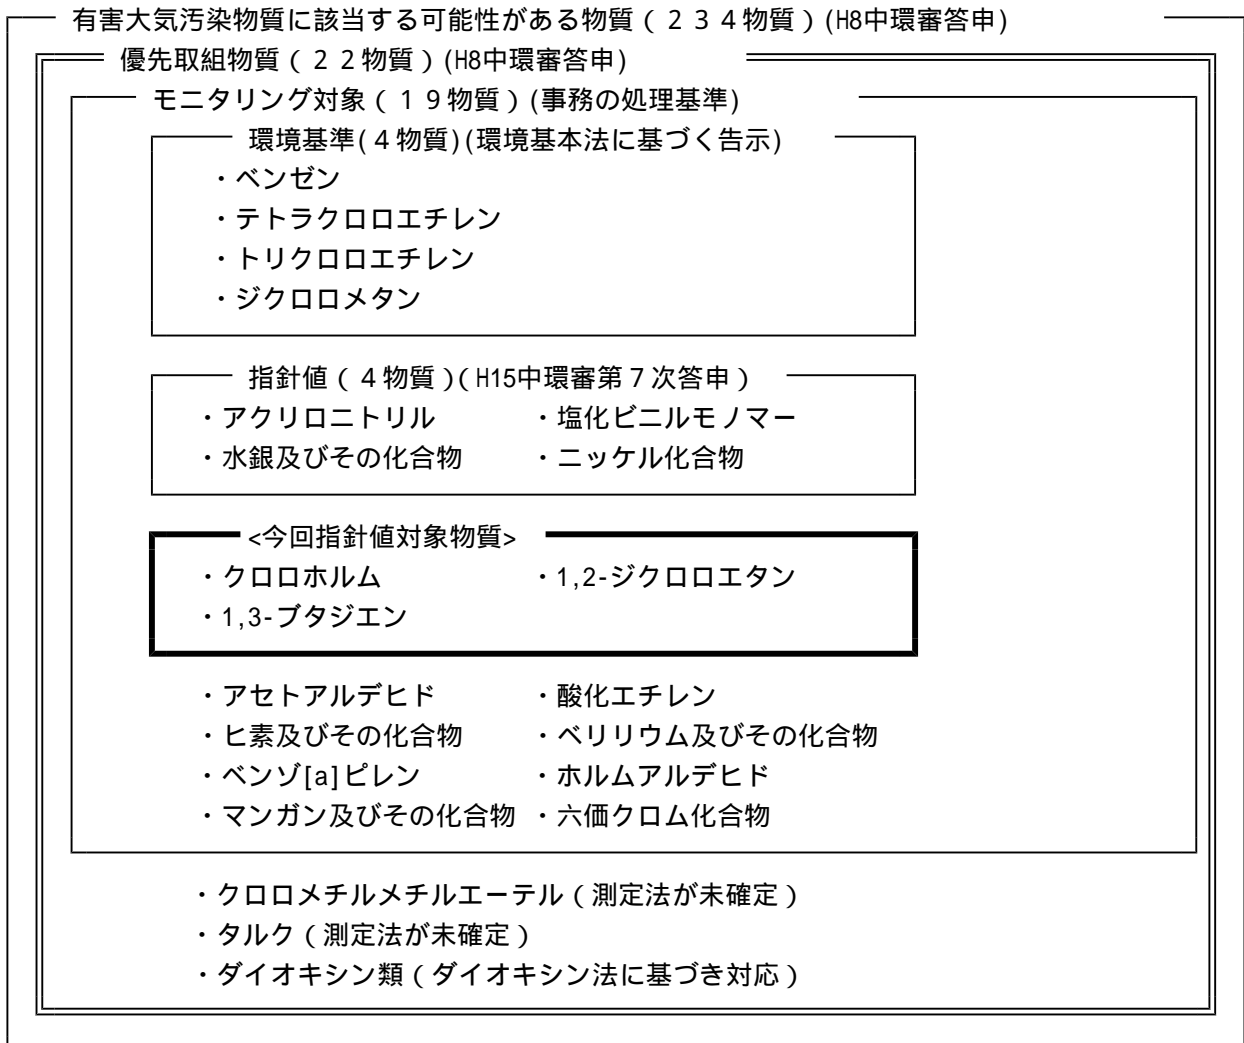 有害大気汚染物質に該当する可能性がある物質（２３４物質）(H8中環審答申)
優先取組物質（２２物質）(H8中環審答申)
モニタリング対象（１９物質）(事務の処理基準)
環境基準(４物質)(環境基本法に基づく告示)
・ベンゼン
・テトラクロロエチレン
・トリクロロエチレン
・ジクロロメタン
指針値（４物質）(H15中環審第７次答申）
・アクリロニトリル ・塩化ビニルモノマー
・水銀及びその化合物 ・ニッケル化合物
<今回指針値対象物質>
・クロロホルム ・1,2-ジクロロエタン
・1,3-ブタジエン
・アセトアルデヒド ・酸化エチレン
・ヒ素及びその化合物 ・ベリリウム及びその化合物
・ベンゾ[a]ピレン ・ホルムアルデヒド
・マンガン及びその化合物 ・六価クロム化合物
・クロロメチルメチルエーテル（測定法が未確定）
・タルク（測定法が未確定）
・ダイオキシン類（ダイオキシン法に基づき対応）